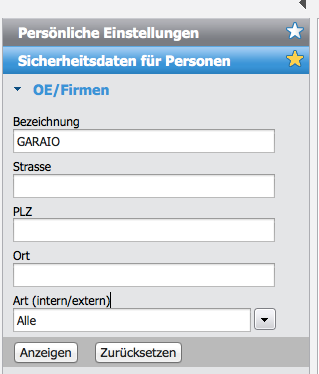 Persönliche Einstellungen
Sicherheitsdaten für Personen
OE/Firmen
Bezeichnung
GARAIO
Strasse
PLZ
Ort
Art (intern/extern)
Alle
Anzeigen Zurücksetzen